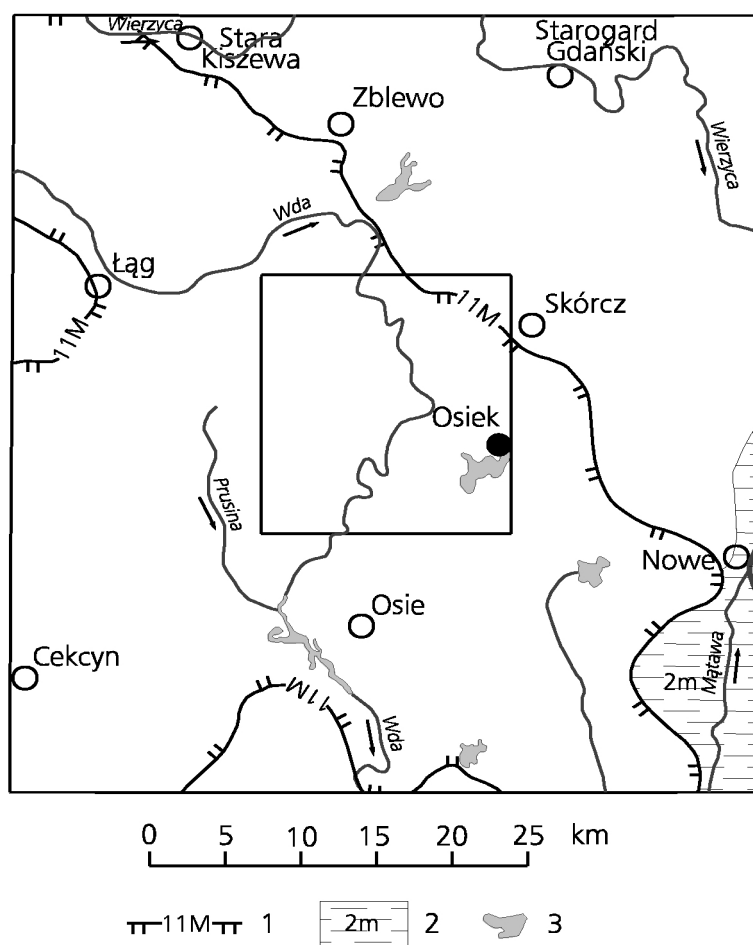 Wierzyca
Stara
Kiszewa
Starogard
Gdański
Zblewo
Wierzyca
Wda
Łąg
11M
11M
Skórcz
Osiek
Prusina
Nowe
Osie
Mątawa
Cekcyn
2m
11M
Wda
0 5 10 15 20 25 km
11M 1 2m 2 3